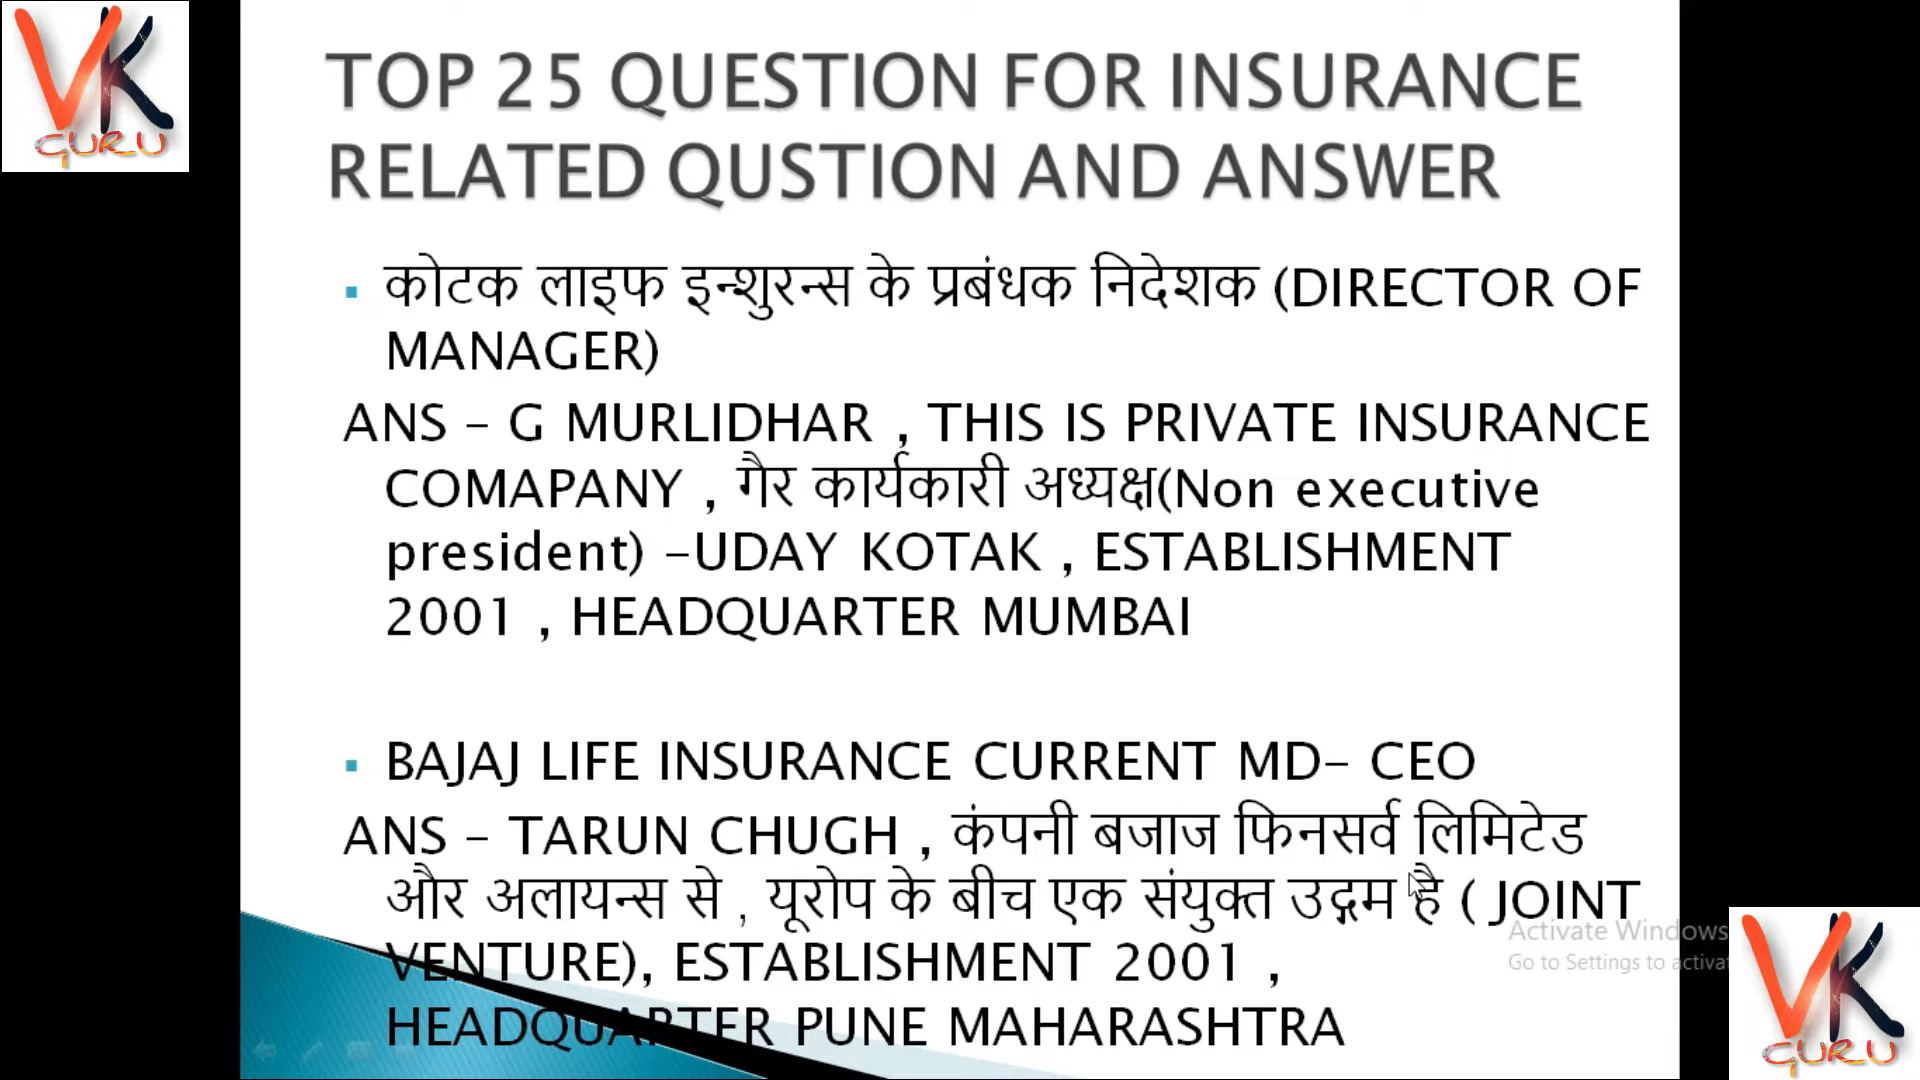 VK
GURU
TOP 25 QUESTION FOR INSURANCE
RELATED QUSTION AND ANSWER
▪ कोटक लाइफ इन्शुरन्स के प्रबंधक निदेशक (DIRECTOR OF
MANAGER)
ANS – G MURLIDHAR , THIS IS PRIVATE INSURANCE
COMAPANY , गैर कार्यकारी अध्यक्ष(Non executive
president) –UDAY KOTAK , ESTABLISHMENT
2001 , HEADQUARTER MUMBAI
▪ BAJAJ LIFE INSURANCE CURRENT MD– CEO
ANS – TARUN CHUGH , कंपनी बजाज फिनसर्व लिमिटेड
और अलायन्स से , यूरोप के बीच एक संयुक्त उद्गम है ( JOINT
VENTURE), ESTABLISHMENT 2001 ,
HEADQUARTER PUNE MAHARASHTRA
Activate Windows
Go to Settings to activa
VK
GURU